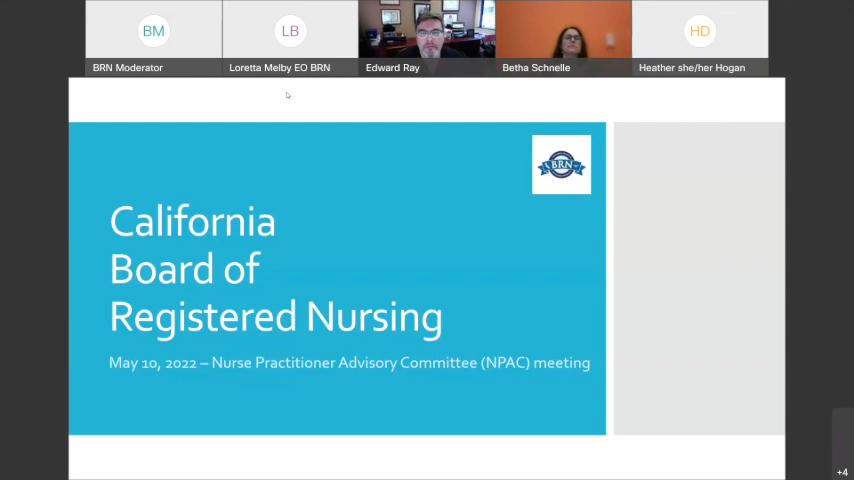 BM
LB
HD
BRN Moderator
Loretta Melby EO BRN
Edward Ray
Betha Schnelle
Heather she/her Hogan
BRN
California
Board of
Registered Nursing
May 10, 2022 – Nurse Practitioner Advisory Committee (NPAC) meeting
+4